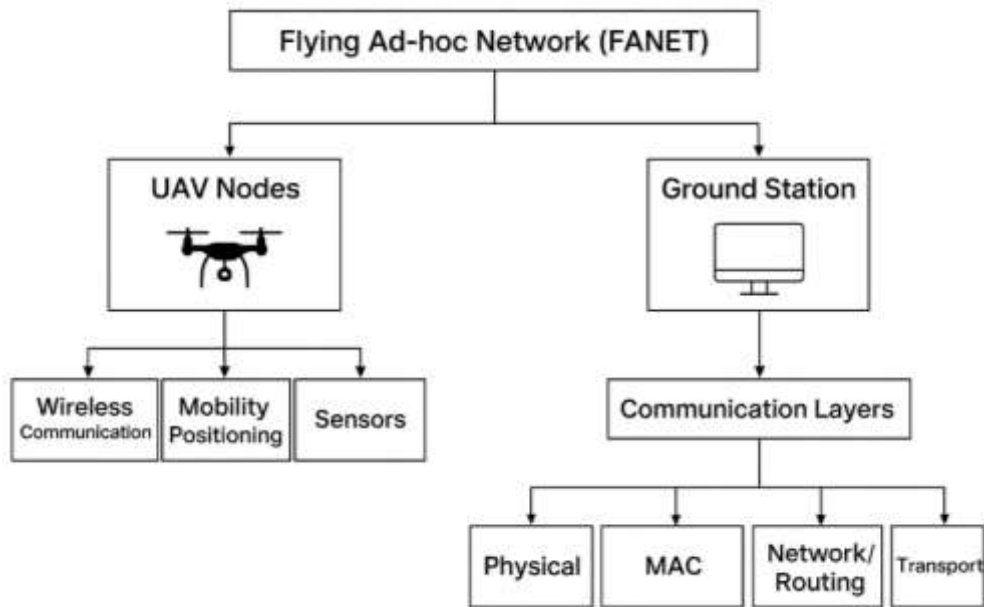 Flying Ad-hoc Network (FANET)
UAV Nodes
Ground Station
Wireless
Communication
Mobility
Positioning
Sensors
Communication Layers
Physical
MAC
Network/
Routing
Transport